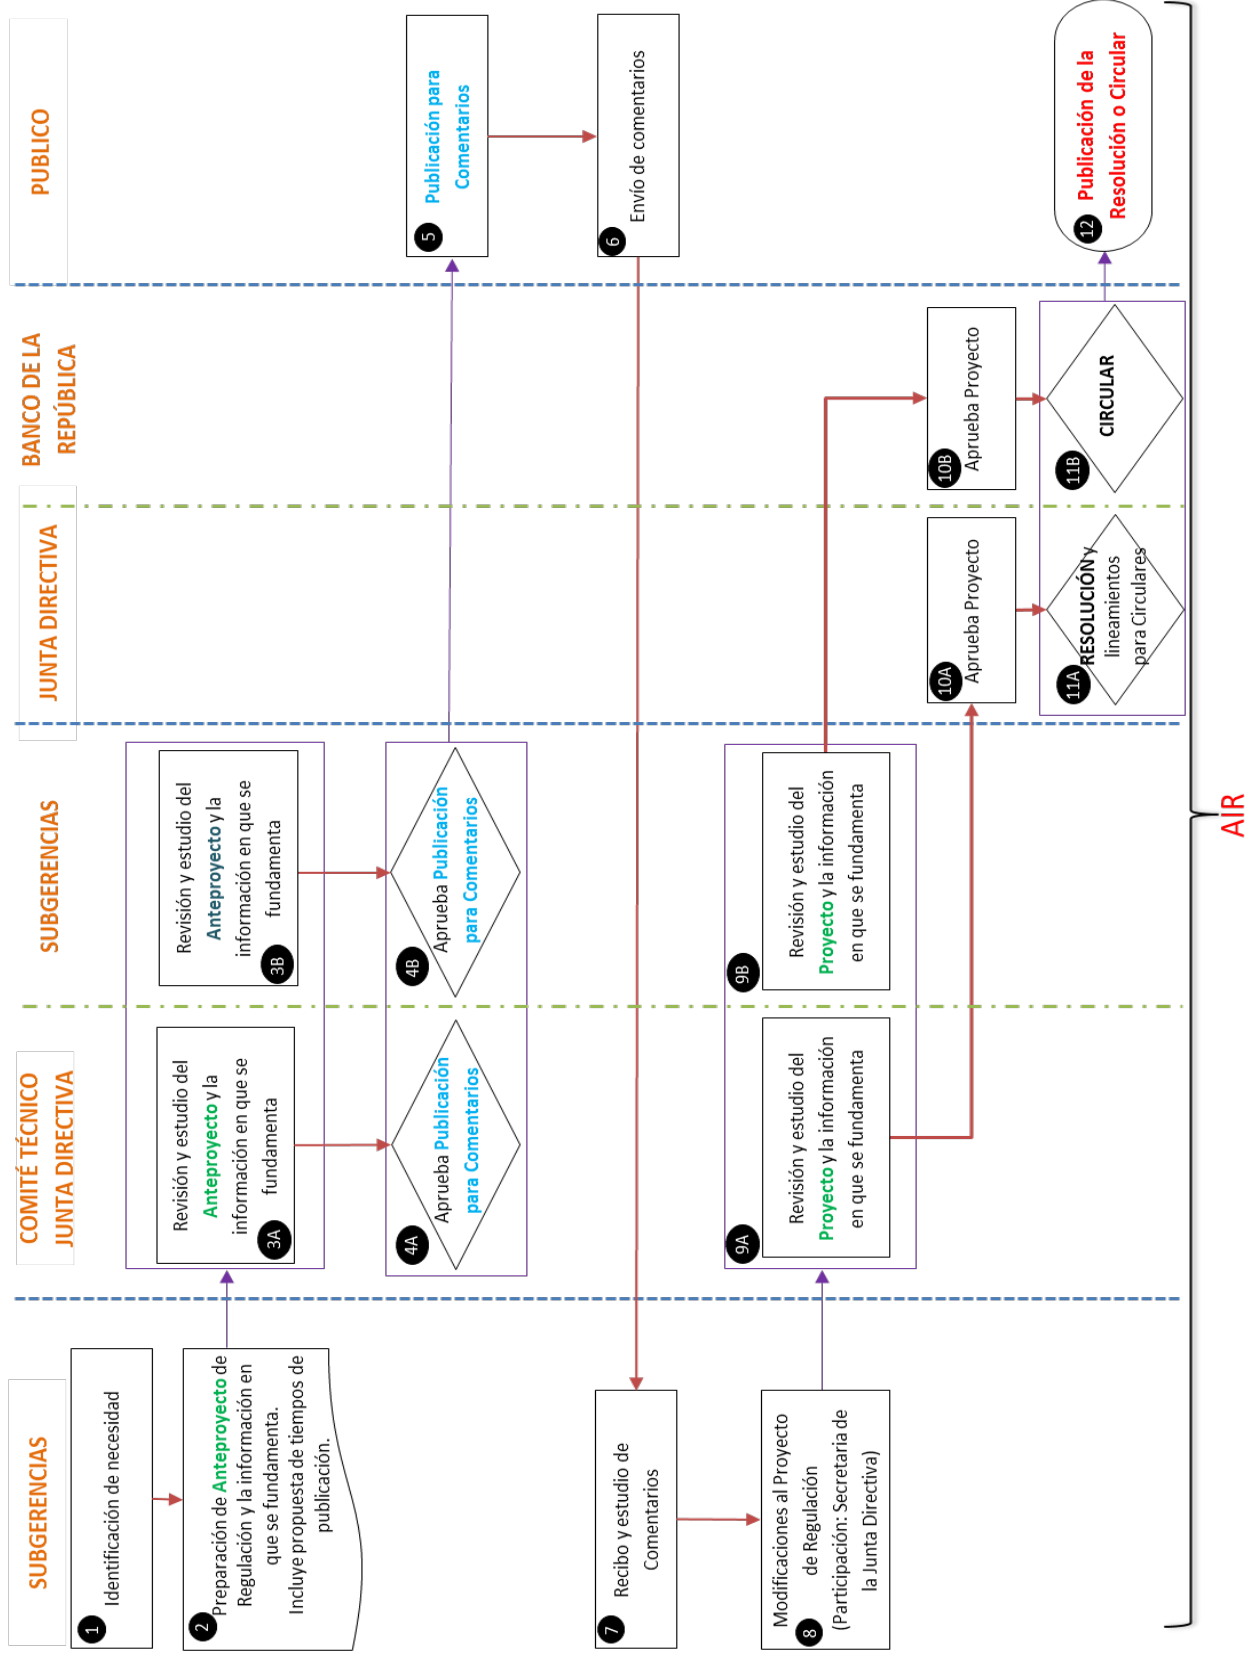 SUBGERENCIAS
COMITÉ TÉCNICO
JUNTA DIRECTIVA
SUBGERENCIAS
JUNTA DIRECTIVA
BANCO DE LA
REPÚBLICA
PUBLICO
1
Identificación de necesidad
2
Preparación de Anteproyecto de
Regulación y la información en
que se fundamenta.
Incluye propuesta de tiempos de
publicación.
3A
Revisión y estudio del
Anteproyecto y la
información en que se
fundamenta
3B
Revisión y estudio del
Anteproyecto y la
información en que se
fundamenta
4A
Aprueba Publicación
para Comentarios
4B
Aprueba Publicación
para Comentarios
5
Publicación para
Comentarios
6
Envío de comentarios
7
Recibo y estudio de
Comentarios
8
Modificaciones al Proyecto
de Regulación
(Participación: Secretaria de
la Junta Directiva)
9A
Revisión y estudio del
Proyecto y la información
en que se fundamenta
9B
Revisión y estudio del
Proyecto y la información
en que se fundamenta
10A
Aprueba Proyecto
10B
Aprueba Proyecto
11A
RESOLUCIÓN y
lineamientos
para Circulares
11B
CIRCULAR
12
Publicación de la
Resolución o Circular
AIR